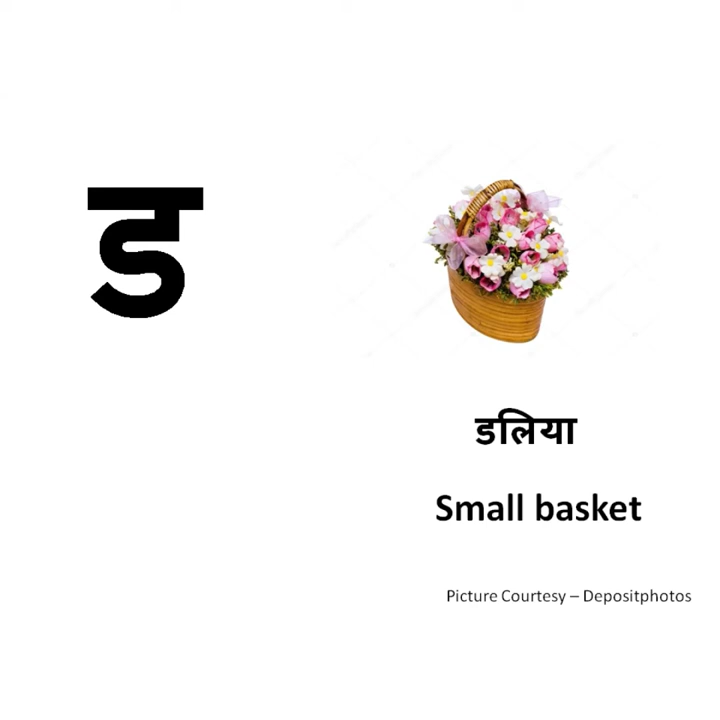 ड
डलिया
Small basket
Picture Courtesy – Depositphotos